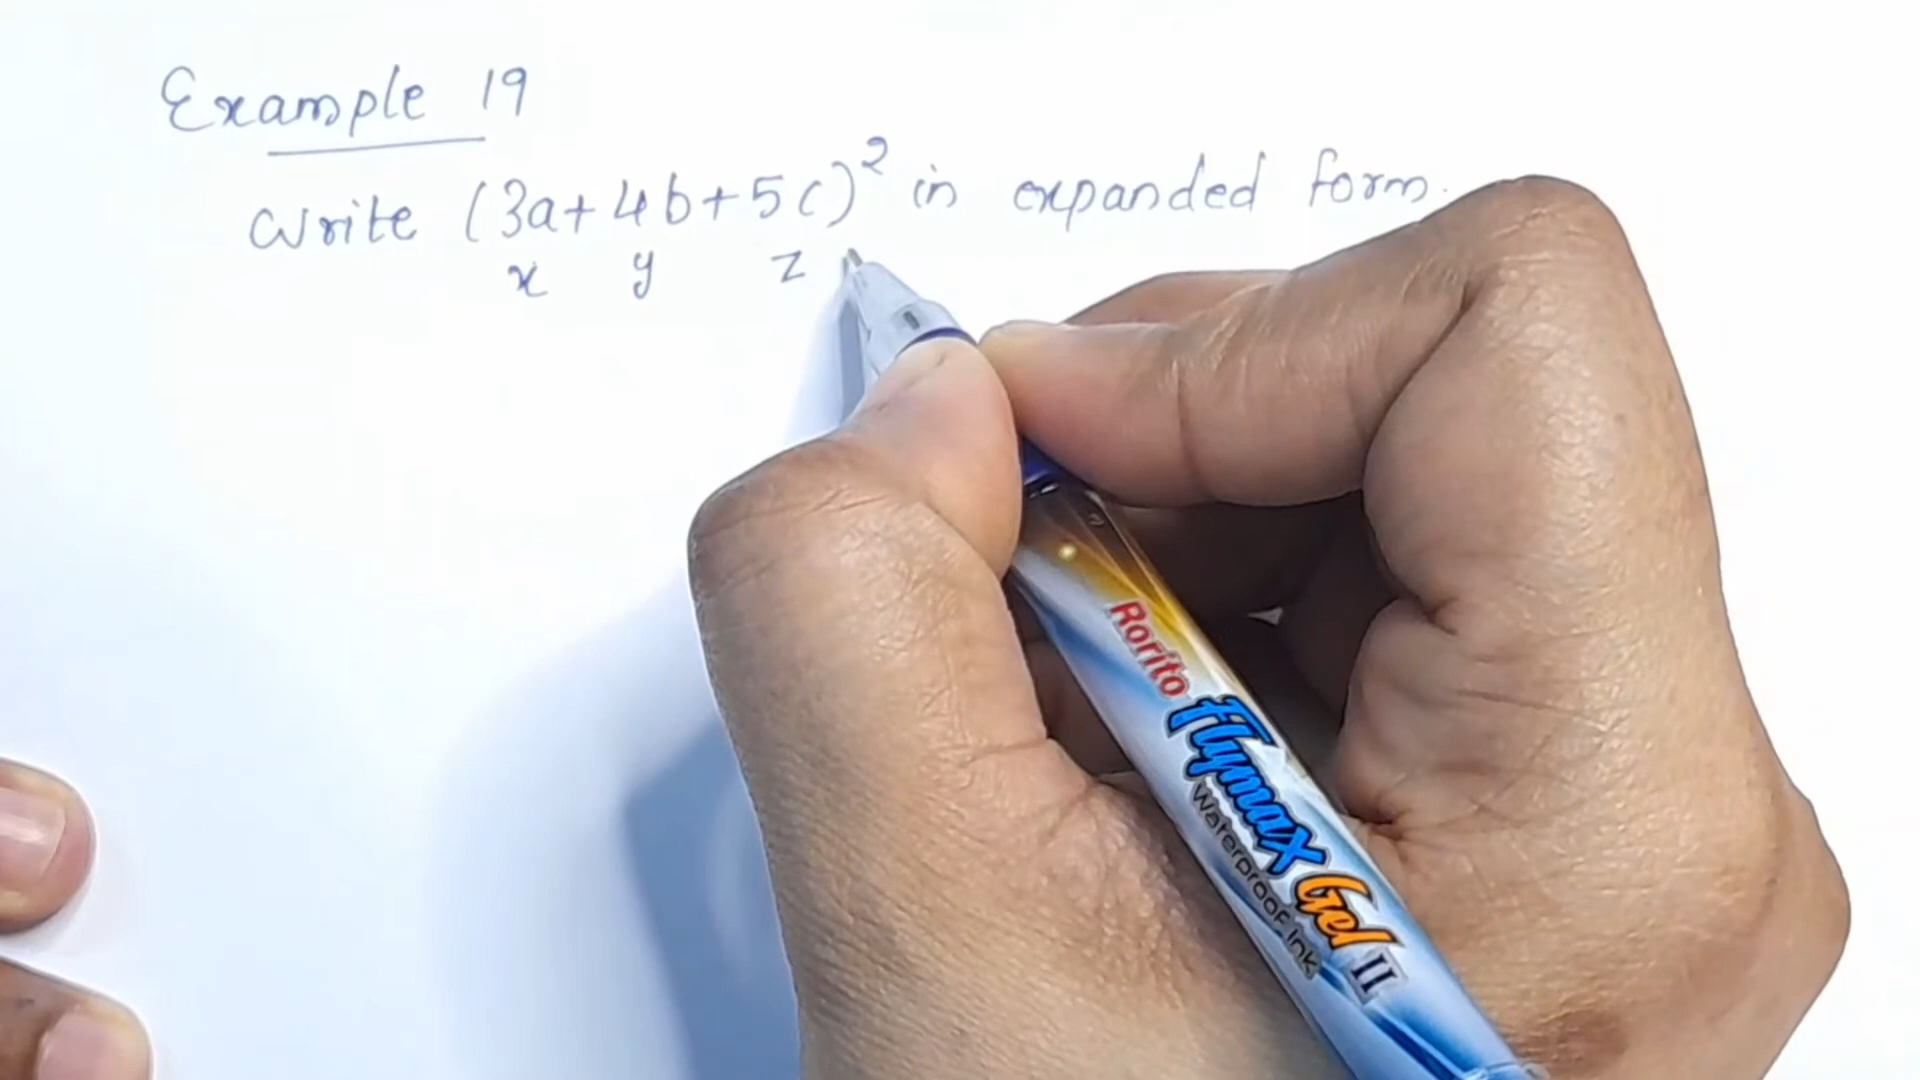 Example 19
Write (3a+4b+5c)² in expanded form.
x y z
Rorito
Flymax Gel II
Waterproof Ink